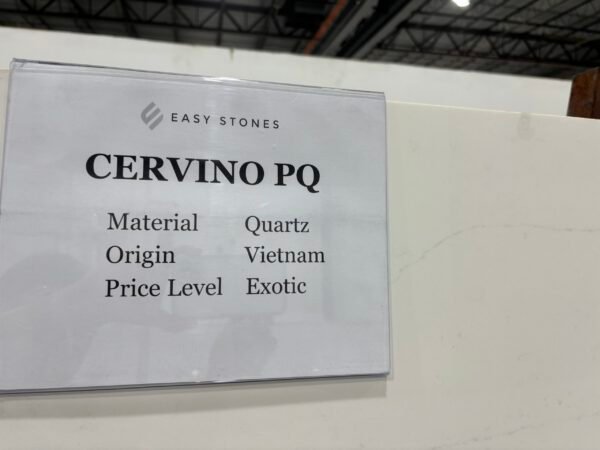 EASY STONES
CERVINO PQ
Material Quartz
Origin Vietnam
Price Level Exotic